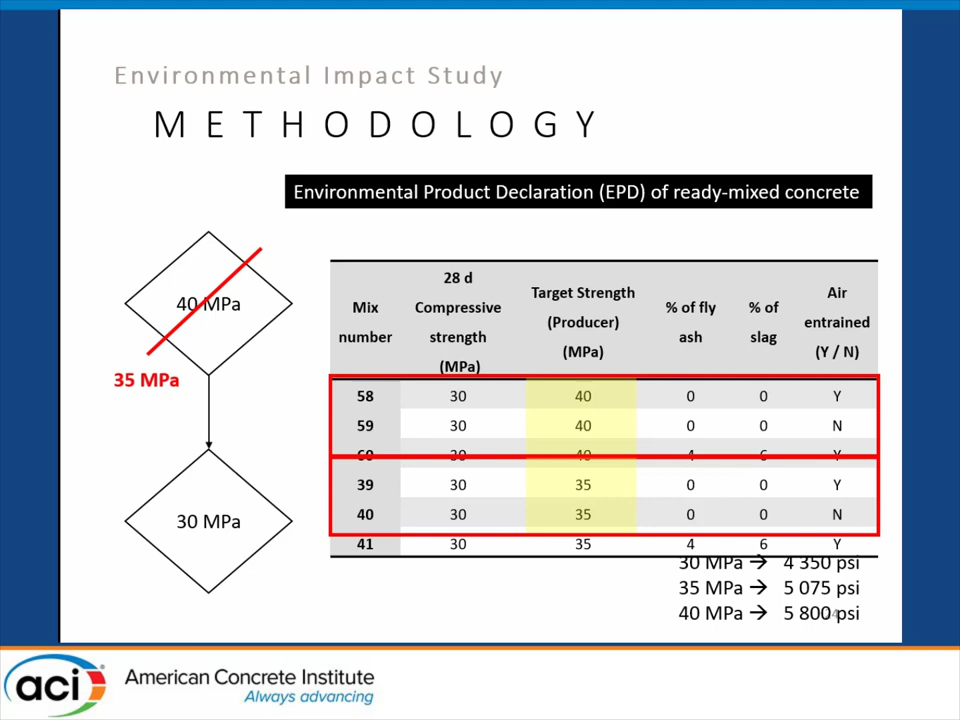 Environmental Impact Study
METHODOLOGY
Environmental Product Declaration (EPD) of ready-mixed concrete
40 MPa
35 MPa
30 MPa
Mix number 28 d Compressive strength (MPa) Target Strength (Producer) (MPa) % of fly ash % of slag Air entrained (Y / N)
58 30 40 0 0 Y
59 30 40 0 0 N
60 30 40 4 6 Y
39 30 35 0 0 Y
40 30 35 0 0 N
41 30 35 4 6 Y
30 MPa → 4 350 psi
35 MPa → 5 075 psi
40 MPa → 5 800 psi
aci American Concrete Institute
Always advancing